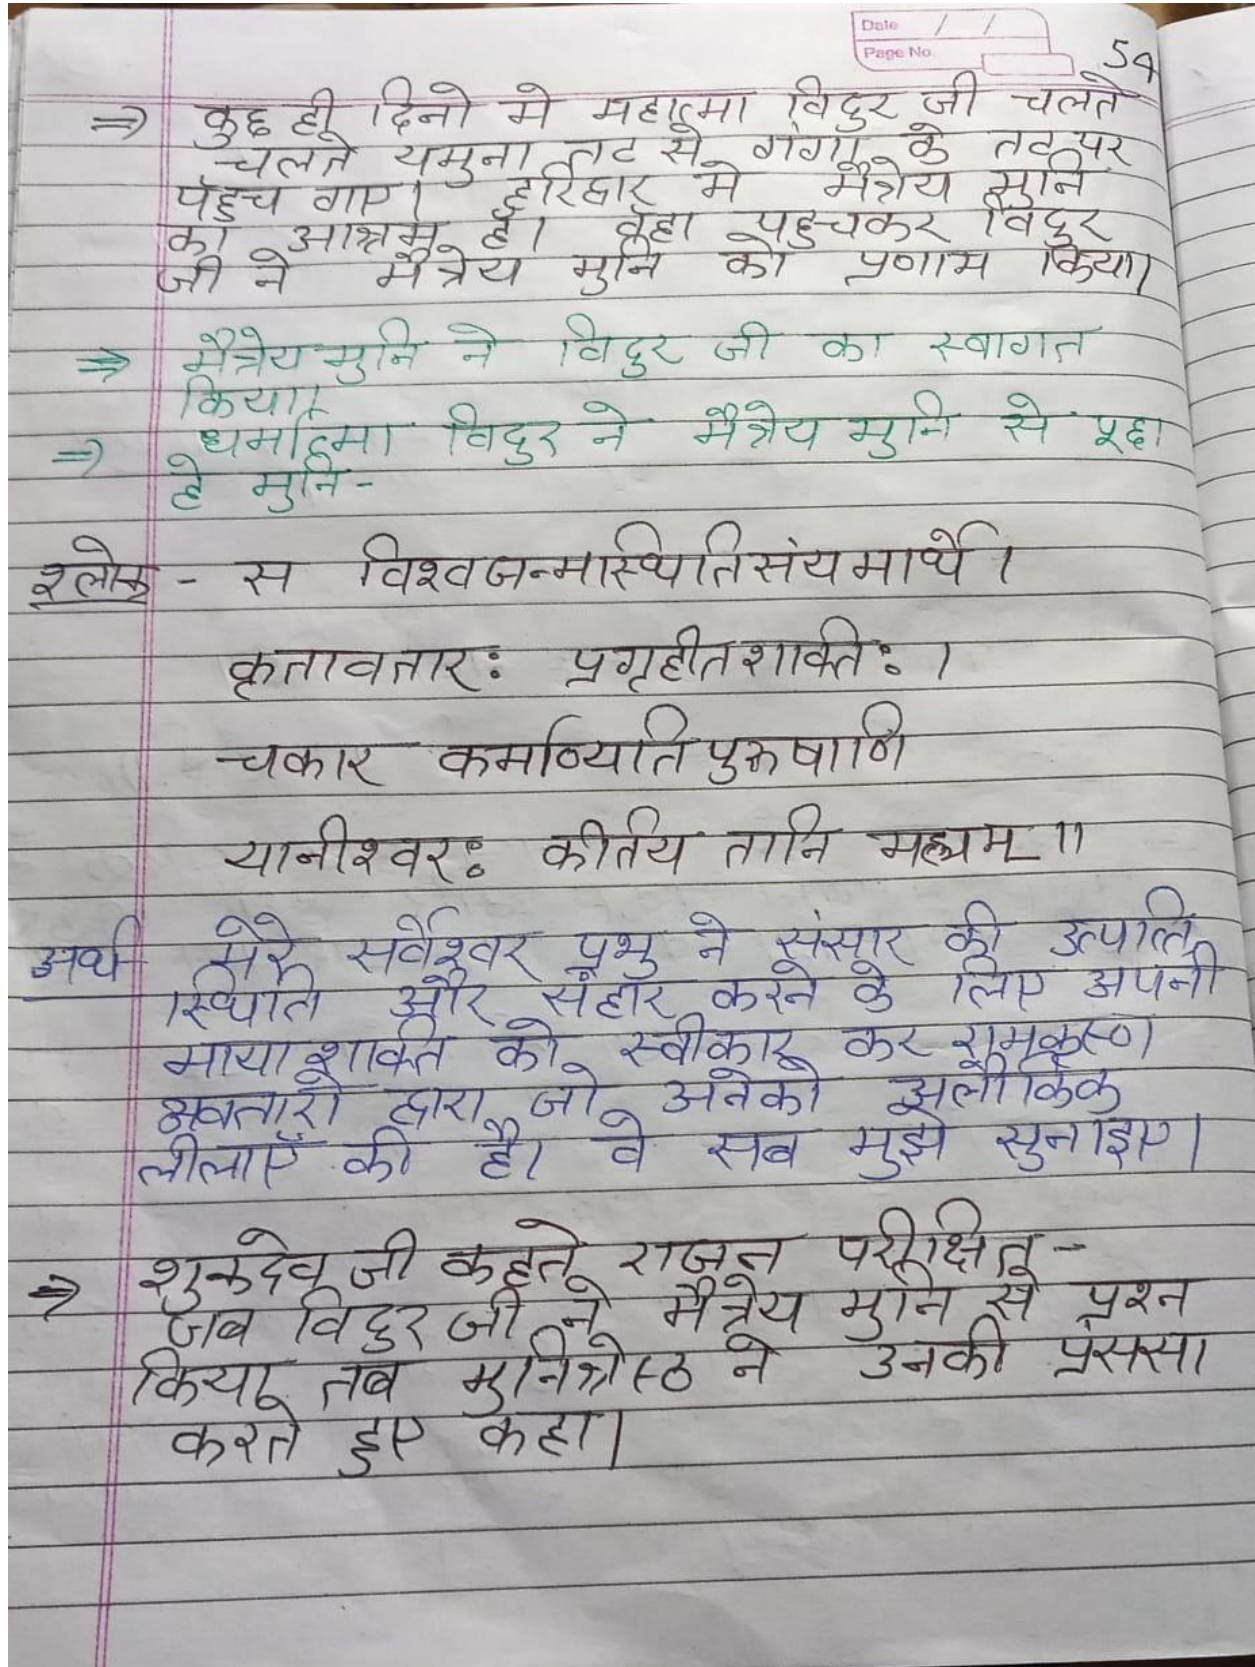 Date / /
Page No.
54
⇒ कुछ ही दिनो मे महात्मा विदुर जी चलते
चलते यमुना तट से गंगा के तट पर
पहुच गए। हरिद्वार मे मैत्रेय मुनि
का आश्रम है। वहा पहुचकर विदुर
जी ने मैत्रेय मुनि को प्रणाम किया।
⇒ मैत्रेय मुनि ने विदुर जी का स्वागत
किया।
⇒ धर्मात्मा विदुर ने मैत्रेय मुनि से पूछा
हे मुनि-
श्लोक - स विश्वजन्मस्थितिसंयमार्थे।
कृतावतारः प्रगृहीतशक्तिः।
चकार कर्माण्यतिपुरुषाणि
यानीश्वरः कीर्तय तानि मह्यम् ॥
अर्थ मेरे सर्वेश्वर प्रभु ने संसार की उत्पत्ति
स्थिति और संहार करने के लिए अपनी
माया शक्ति को स्वीकार कर रामकृष्ण
अवतारो द्वारा जो अनेको अलौकिक
लीलाएँ की है। वे सब मुझे सुनाइए।
⇒ शुकदेव जी कहते राजन परीक्षित -
जब विदुर जी ने मैत्रेय मुनि से प्रश्न
किया तब मुनिश्रेष्ठ ने उनकी प्रंससा
करते हुए कहा।